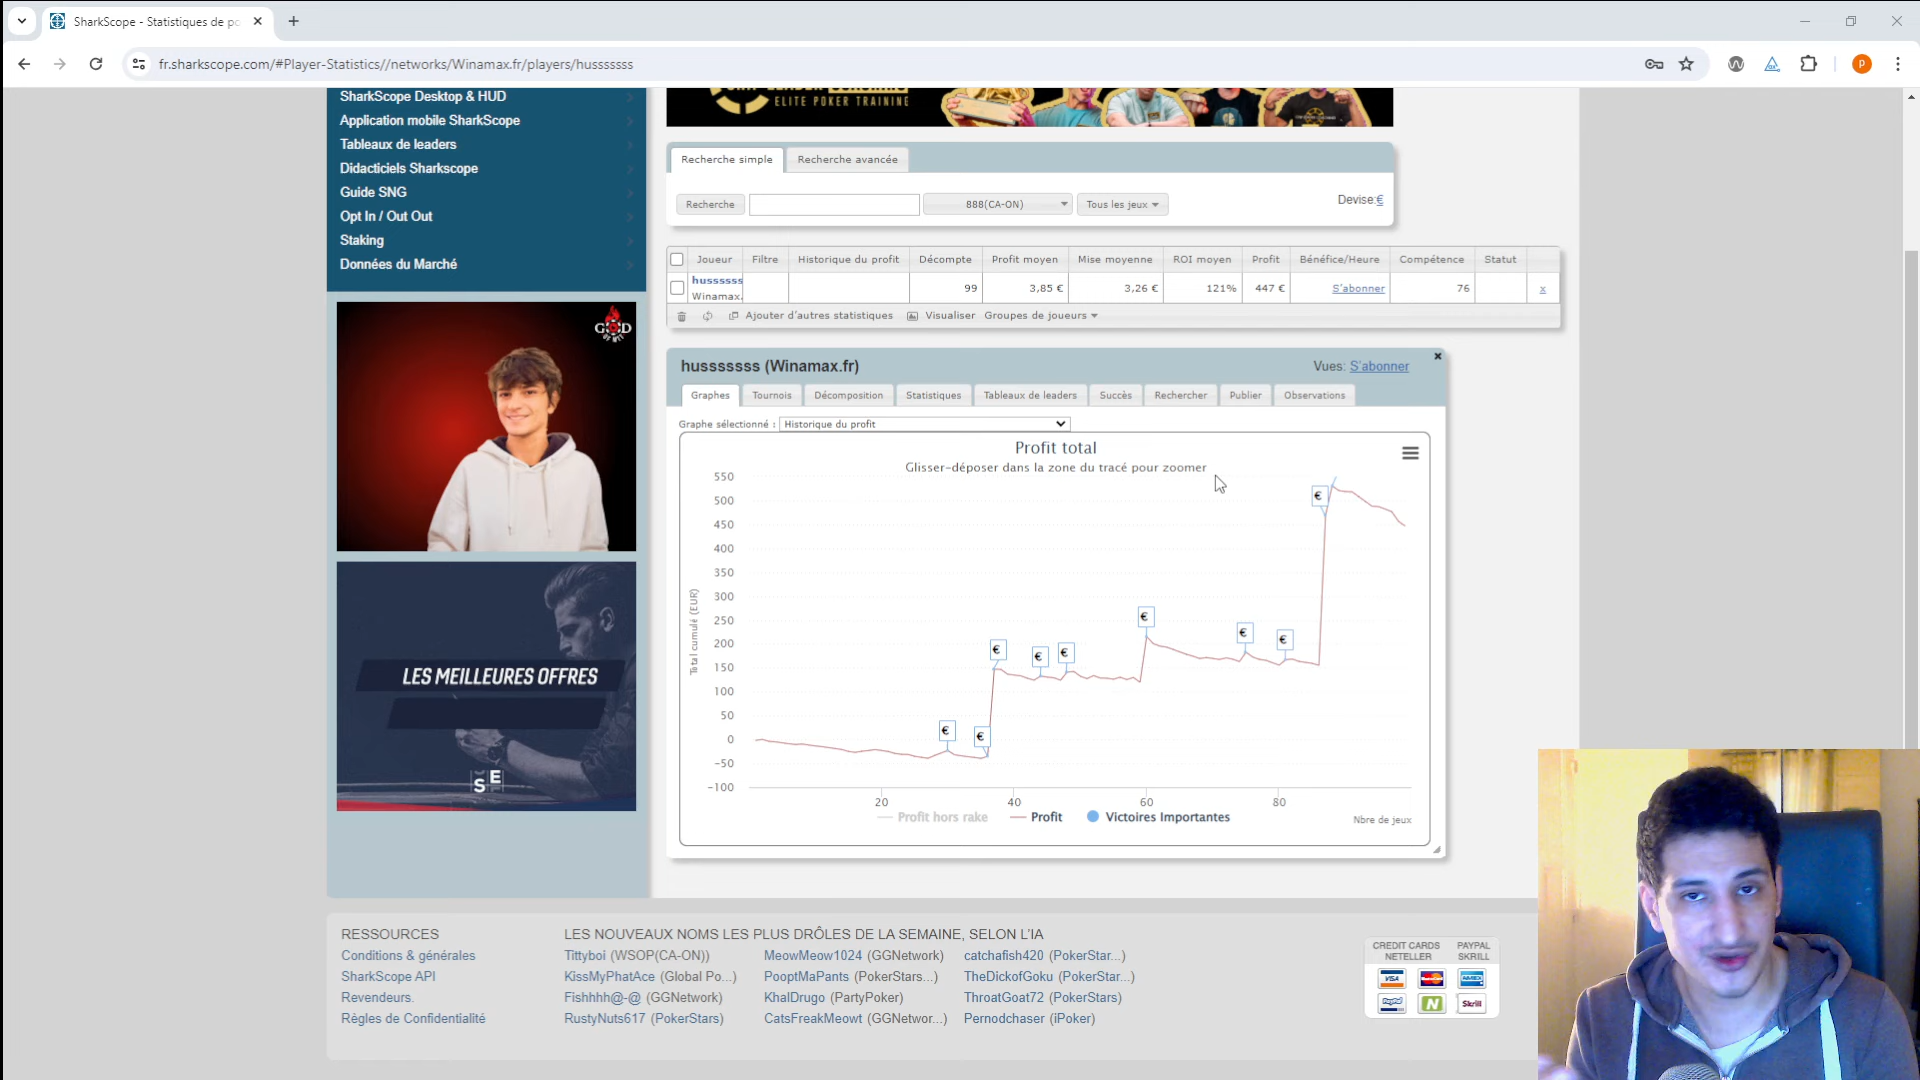 SharkScope - Statistiques de po
fr.sharkscope.com/#Player-Statistics//networks/Winamax.fr/players/husssssss
P
SharkScope Desktop & HUD
Application mobile SharkScope
Tableaux de leaders
Didacticiels Sharkscope
Guide SNG
Opt In / Out Out
Staking
Données du Marché
GOD
LES MEILLEURES OFFRES
S E
ELITE POKER TRAINING
Recherche simple
Recherche avancée
Recherche
888(CA-ON)
Tous les jeux
Devise:€
Joueur Filtre Historique du profit Décompte Profit moyen Mise moyenne ROI moyen Profit Bénéfice/Heure Compétence Statut
hussssss 99 3,85 € 3,26 € 121% 447 € S'abonner 76 x
Winamax.
Ajouter d'autres statistiques Visualiser Groupes de joueurs
husssssss (Winamax.fr)
Vues: S'abonner
Graphes Tournois Décomposition Statistiques Tableaux de leaders Succès Rechercher Publier Observations
Graphe sélectionné : Historique du profit
Profit total
Glisser-déposer dans la zone du tracé pour zoomer
550
500
450
400
350
300
250
200
150
100
50
0
-50
-100
Total cumulé (EUR)
€ € € € € € € € €
20 40 60 80
Profit hors rake Profit Victoires Importantes
Nbre de jeux
RESSOURCES
Conditions & générales
SharkScope API
Revendeurs.
Règles de Confidentialité
LES NOUVEAUX NOMS LES PLUS DRÔLES DE LA SEMAINE, SELON L'IA
Tittyboi (WSOP(CA-ON)) MeowMeow1024 (GGNetwork) catchafish420 (PokerStar...)
KissMyPhatAce (Global Po...) PooptMaPants (PokerStars...) TheDickofGoku (PokerStar...)
Fishhhh@-@ (GGNetwork) KhalDrugo (PartyPoker) ThroatGoat72 (PokerStars)
RustyNuts617 (PokerStars) CatsFreakMeowt (GGNetwor...) Pernodchaser (iPoker)
CREDIT CARDS PAYPAL
NETELLER SKRILL
VISA
PayPal N Skrill